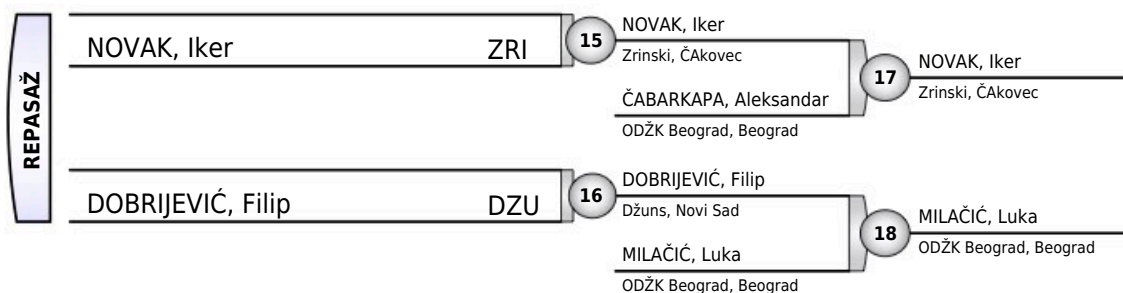 REPASAŽ
NOVAK, Iker ZRI
15
NOVAK, Iker
Zrinski, ČAkovec
ČABARKAPA, Aleksandar
ODŽK Beograd, Beograd
17
NOVAK, Iker
Zrinski, ČAkovec
DOBRIJEVIĆ, Filip DZU
16
DOBRIJEVIĆ, Filip
Džuns, Novi Sad
MILAČIĆ, Luka
ODŽK Beograd, Beograd
18
MILAČIĆ, Luka
ODŽK Beograd, Beograd